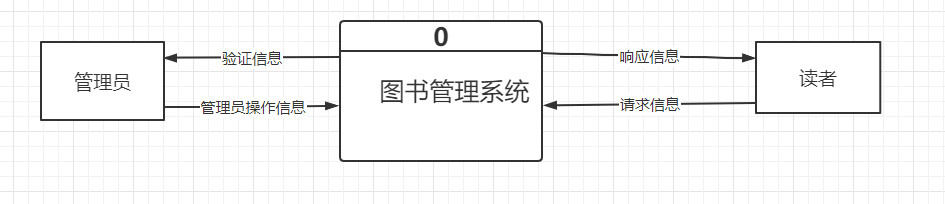 0
管理员
验证信息
管理员操作信息
图书管理系统
响应信息
请求信息
读者